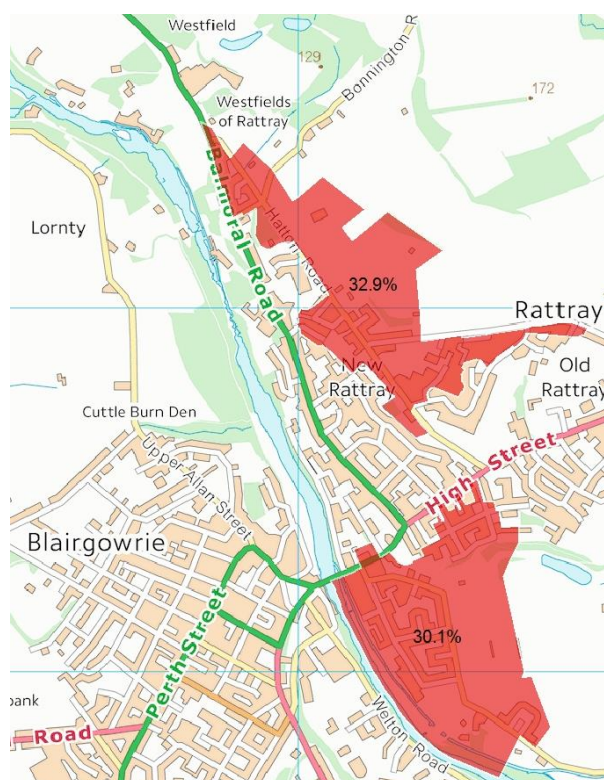 Westfield
129
Bonnington R
172
Westfields
of Rattray
Balmoral Road
Hatton Road
Lornty
32.9%
Rattray
New
Rattray
Old
Rattray
Cuttle Burn Den
Upper Allan Street
High Street
Blairgowrie
Perth Street
30.1%
bank
Road
Welton Road